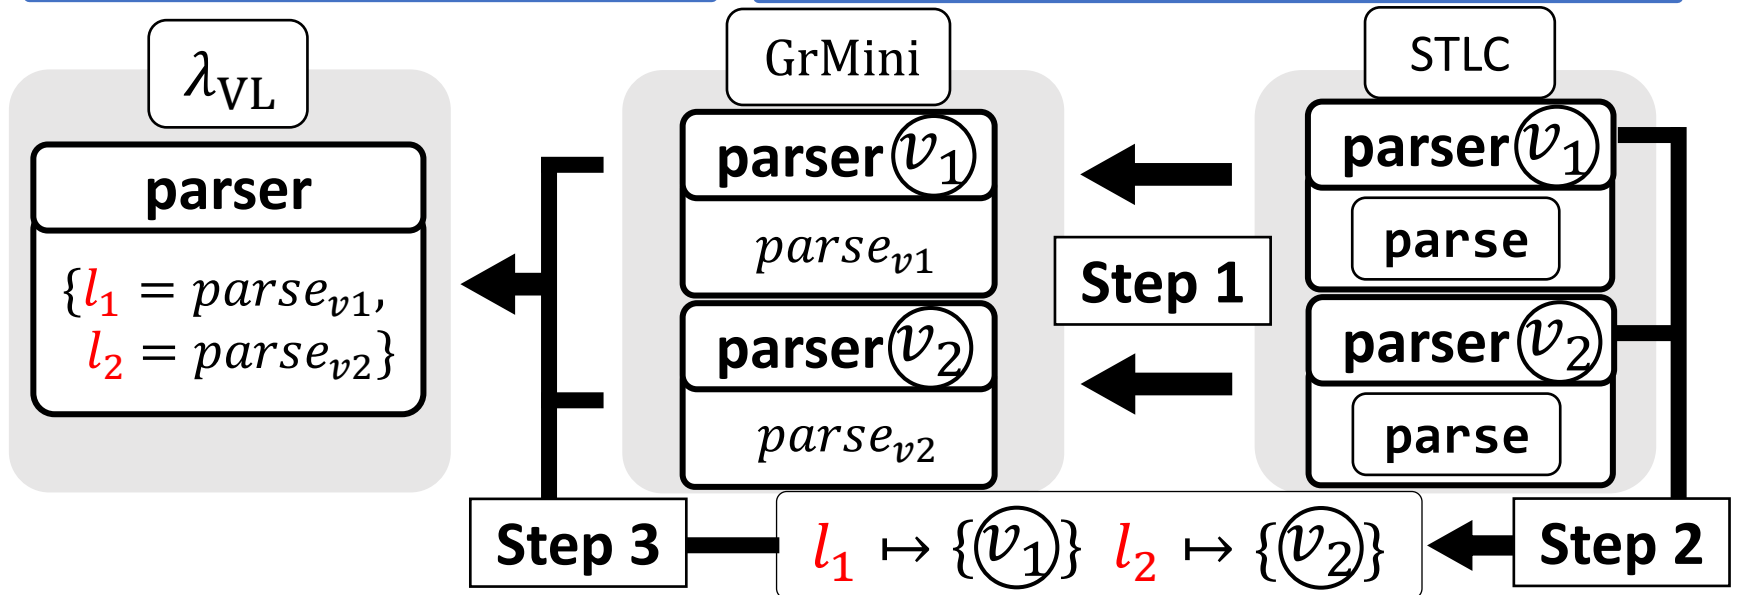 λVL
parser
{l1 = parsev1,
l2 = parsev2}
GrMini
parser v1
parsev1
parser v2
parsev2
Step 1
STLC
parser v1
parse
parser v2
parse
Step 3
l1 ↦ {v1} l2 ↦ {v2}
Step 2